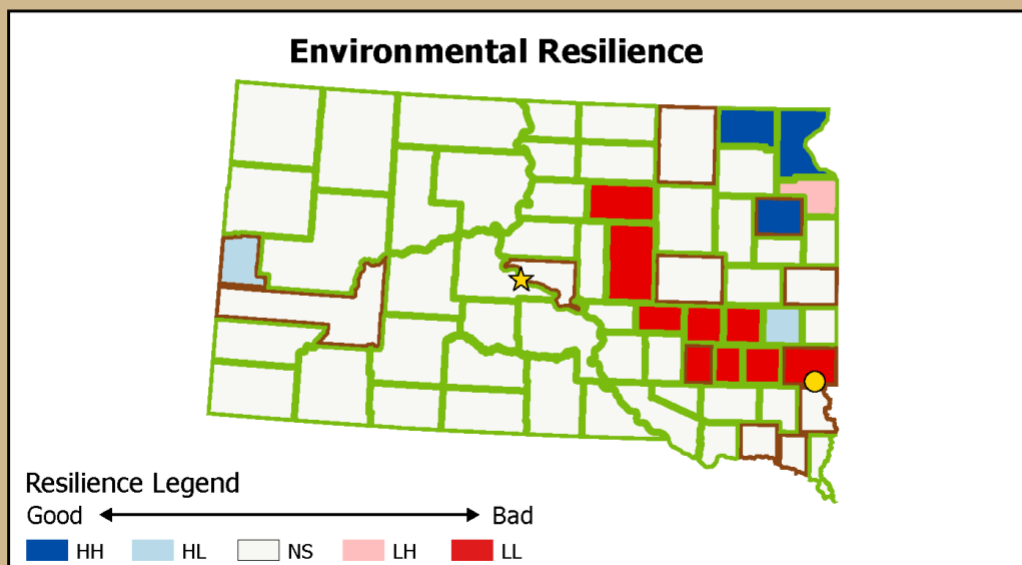 Environmental Resilience
Resilience Legend
Good Bad
HH HL NS LH LL